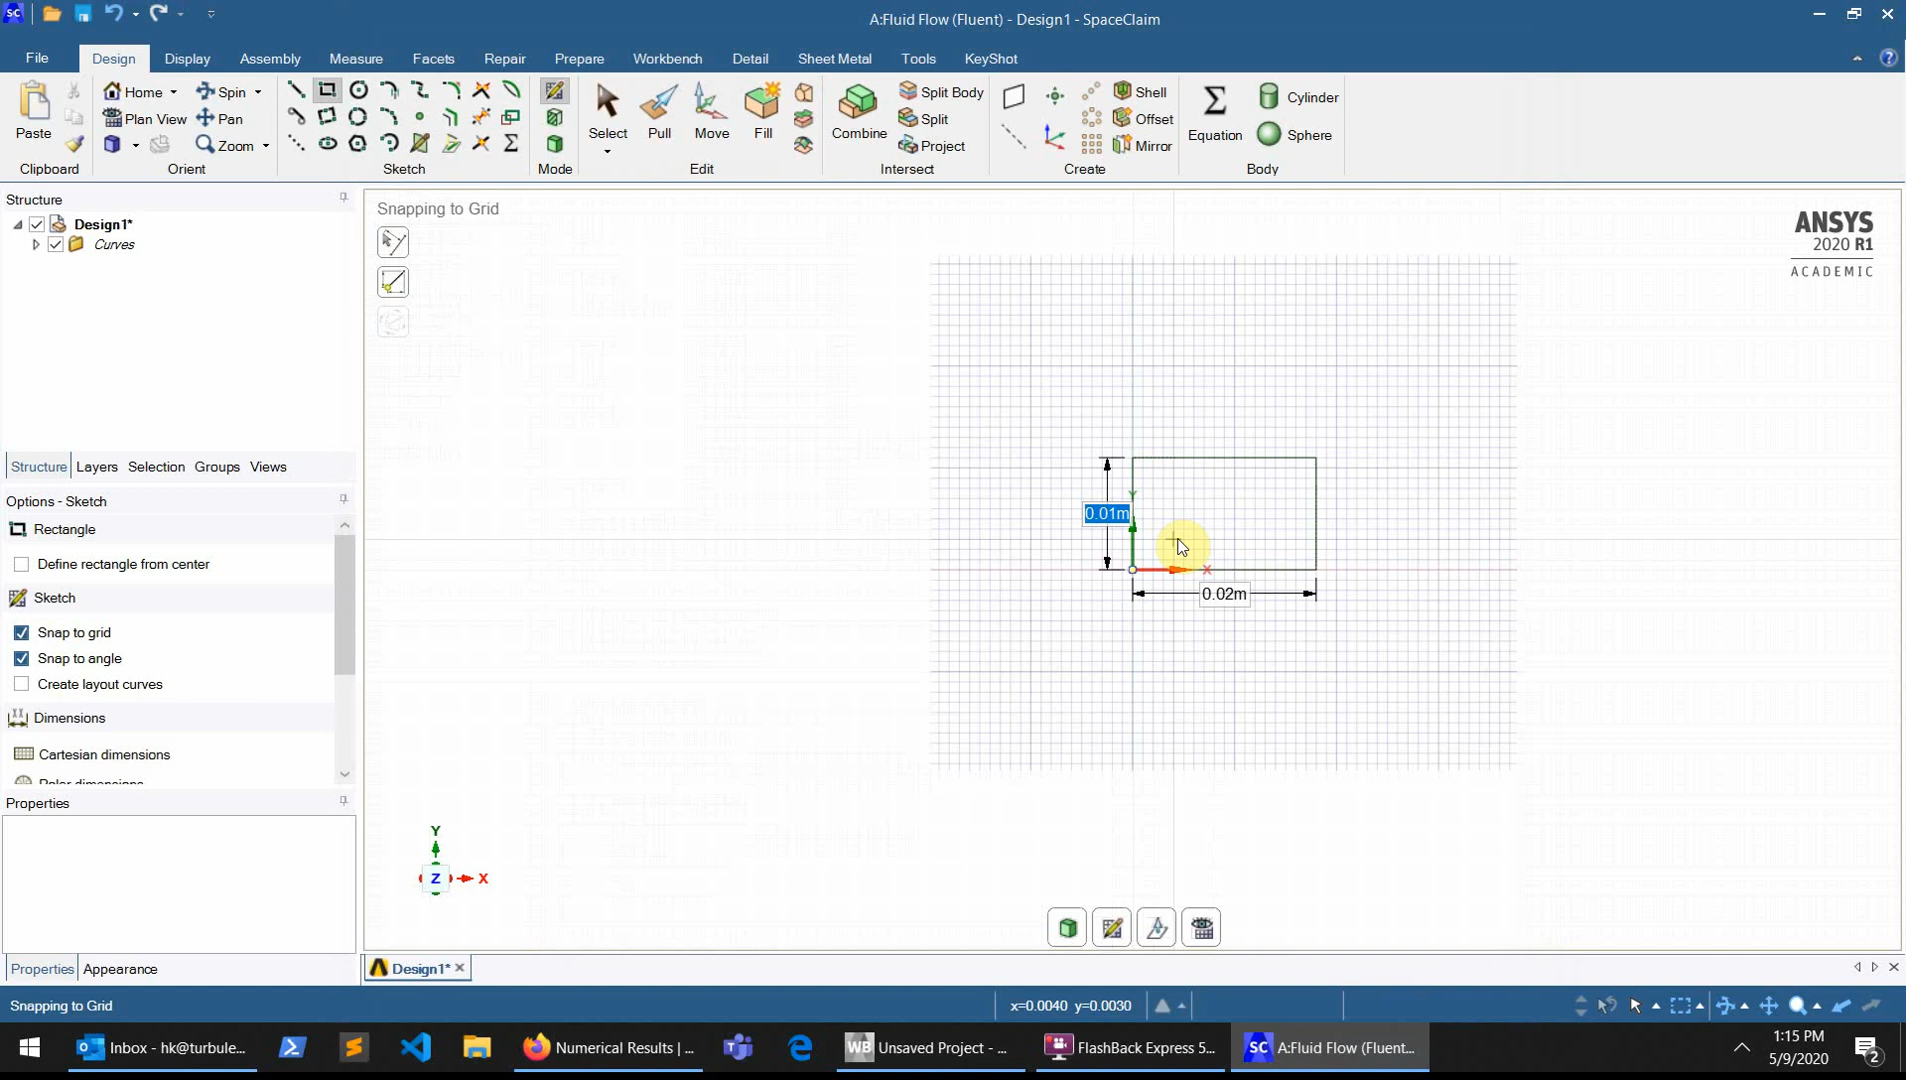 A:Fluid Flow (Fluent) - Design1 - SpaceClaim
File Design Display Assembly Measure Facets Repair Prepare Workbench Detail Sheet Metal Tools KeyShot
Paste
Home Spin
Plan View Pan
Zoom
Select Pull Move Fill
Combine
Split Body
Split
Project
Shell
Offset
Mirror
Equation
Cylinder
Sphere
Clipboard Orient Sketch Mode Edit Intersect Create Body
Structure
Design1*
Curves
Structure Layers Selection Groups Views
Options - Sketch
Rectangle
Define rectangle from center
Sketch
Snap to grid
Snap to angle
Create layout curves
Dimensions
Cartesian dimensions
Polar dimensions
Properties
Properties Appearance
Snapping to Grid
ANSYS
2020 R1
ACADEMIC
Y
0.01m
X
0.02m
Y
Z X
Design1*
Snapping to Grid
x=0.0040 y=0.0030
Inbox - hk@turbule...
Numerical Results | ...
WB Unsaved Project - ...
FlashBack Express 5...
SC A:Fluid Flow (Fluent...
1:15 PM
5/9/2020
2